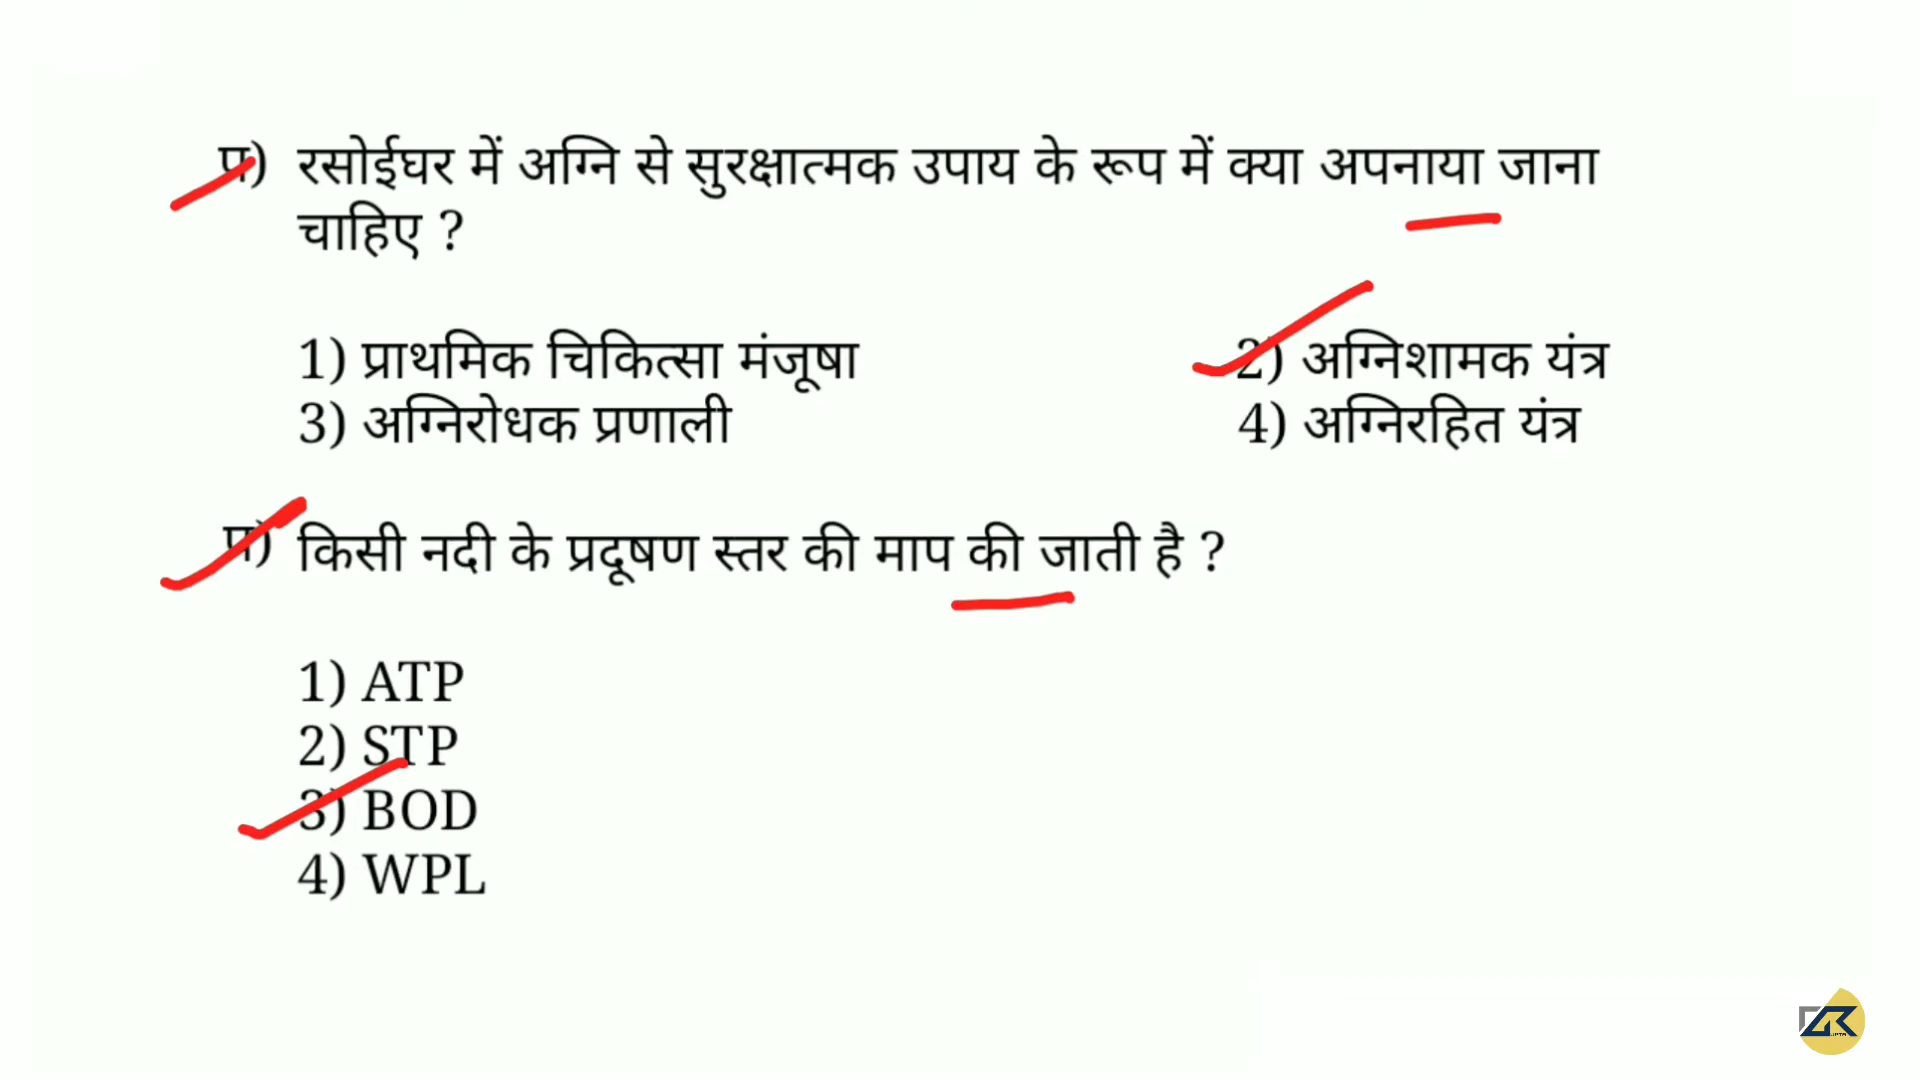 प) रसोईघर में अग्नि से सुरक्षात्मक उपाय के रूप में क्या अपनाया जाना
चाहिए ?
1) प्राथमिक चिकित्सा मंजूषा 2) अग्निशामक यंत्र
3) अग्निरोधक प्रणाली 4) अग्निरहित यंत्र
प) किसी नदी के प्रदूषण स्तर की माप की जाती है ?
1) ATP
2) STP
3) BOD
4) WPL